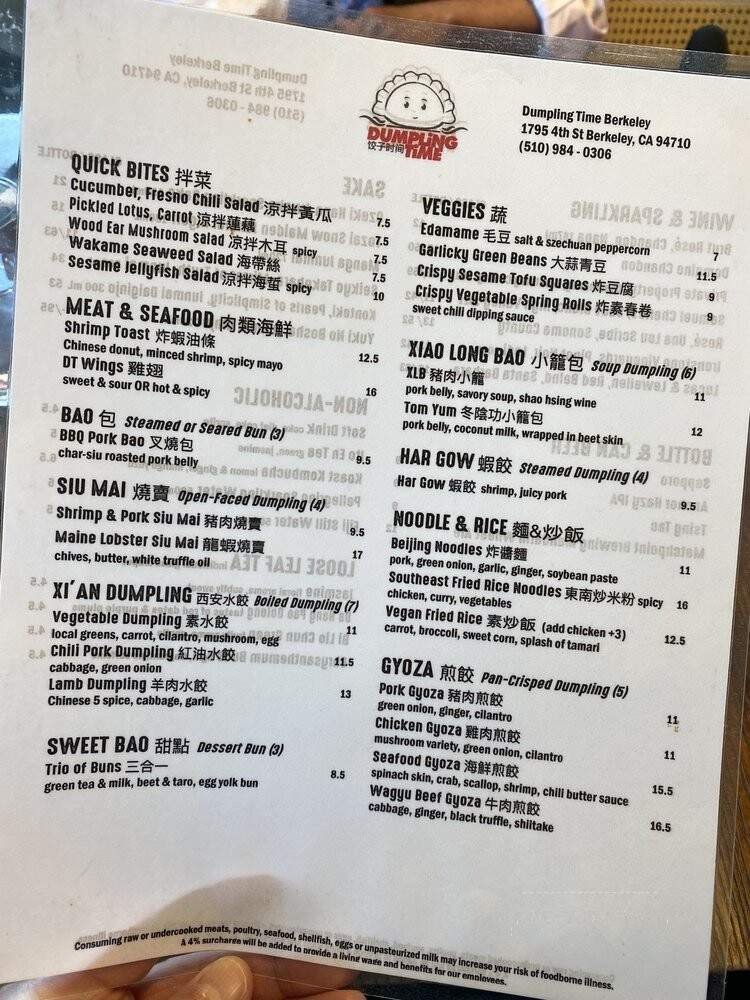 DUMPLING TIME
饺子时间
Dumpling Time Berkeley
1795 4th St Berkeley, CA 94710
(510) 984 - 0306
QUICK BITES 拌菜
Cucumber, Fresno Chili Salad 涼拌黃瓜 7.5
Pickled Lotus, Carrot 涼拌蓮藕 7.5
Wood Ear Mushroom salad 涼拌木耳 spicy 7.5
Wakame Seaweed Salad 海帶絲 7.5
Sesame Jellyfish Salad 涼拌海蜇 spicy 10
MEAT & SEAFOOD 肉類海鮮
Shrimp Toast 炸蝦油條
Chinese donut, minced shrimp, spicy mayo 12.5
DT Wings 雞翅
sweet & sour OR hot & spicy 16
BAO 包 Steamed or Seared Bun (3)
BBQ Pork Bao 叉燒包
char-siu roasted pork belly 9.5
SIU MAI 燒賣 Open-Faced Dumpling (4)
Shrimp & Pork Siu Mai 豬肉燒賣 9.5
Maine Lobster Siu Mai 龍蝦燒賣 17
chives, butter, white truffle oil
XI'AN DUMPLING 西安水餃 Boiled Dumpling (7)
Vegetable Dumpling 素水餃 11
local greens, carrot, cilantro, mushroom, egg
Chili Pork Dumpling 紅油水餃 11.5
cabbage, green onion
Lamb Dumpling 羊肉水餃 13
Chinese 5 spice, cabbage, garlic
SWEET BAO 甜點 Dessert Bun (3)
Trio of Buns 三合一 8.5
green tea & milk, beet & taro, egg yolk bun
VEGGIES 蔬
Edamame 毛豆 salt & szechuan peppercorn 7
Garlicky Green Beans 大蒜青豆 11.5
Crispy Sesame Tofu Squares 炸豆腐 9
Crispy Vegetable Spring Rolls 炸素春卷 9
sweet chili dipping sauce
XIAO LONG BAO 小籠包 Soup Dumpling (6)
XLB 豬肉小籠
pork belly, savory soup, shao hsing wine 11
Tom Yum 冬陰功小籠包
pork belly, coconut milk, wrapped in beet skin 12
HAR GOW 蝦餃 Steamed Dumpling (4)
Har Gow 蝦餃 shrimp, juicy pork 9.5
NOODLE & RICE 麵&炒飯
Beijing Noodles 炸醬麵
pork, green onion, garlic, ginger, soybean paste 11
Southeast Fried Rice Noodles 東南炒米粉 spicy 16
chicken, curry, vegetables
Vegan Fried Rice 素炒飯 (add chicken +3)
carrot, broccoli, sweet corn, splash of tamari 12.5
GYOZA 煎餃 Pan-Crisped Dumpling (5)
Pork Gyoza 豬肉煎餃
green onion, ginger, cilantro 11
Chicken Gyoza 雞肉煎餃
mushroom variety, green onion, cilantro 11
Seafood Gyoza 海鮮煎餃
spinach skin, crab, scallop, shrimp, chili butter sauce 15.5
Wagyu Beef Gyoza 牛肉煎餃
cabbage, ginger, black truffle, shiitake 16.5
Consuming raw or undercooked meats, poultry, seafood, shellfish, eggs or unpasteurized milk may increase your risk of foodborne illness.
A 4% surcharge will be added to provide a living wage and benefits for our employees.